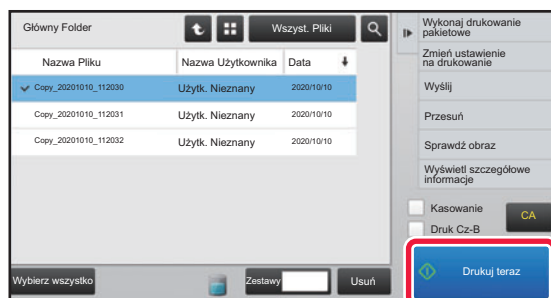 Główny Folder
Wszyst. Pliki
Nazwa Pliku
Nazwa Użytkownika
Data
Copy_20201010_112030
Użytk. Nieznany
2020/10/10
Copy_20201010_112031
Użytk. Nieznany
2020/10/10
Copy_20201010_112032
Użytk. Nieznany
2020/10/10
Wybierz wszystko
Zestawy
Usuń
Wykonaj drukowanie
pakietowe
Zmień ustawienie
na drukowanie
Wyślij
Przesuń
Sprawdź obraz
Wyświetl szczegółowe
informacje
Kasowanie
Druk Cz-B
CA
Drukuj teraz